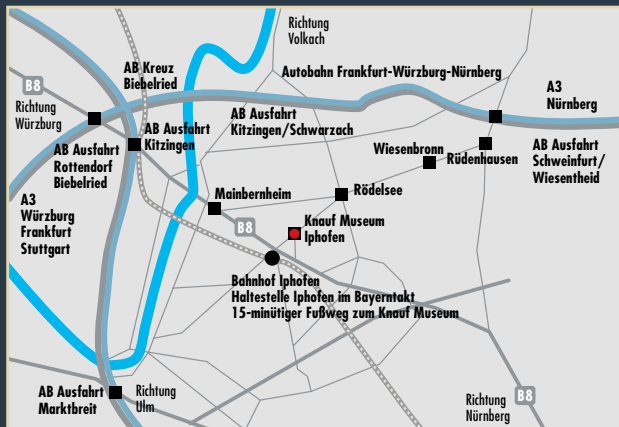 Richtung
Volkach
AB Kreuz
Biebelried
Autobahn Frankfurt-Würzburg-Nürnberg
B8
Richtung
Würzburg
A3
Nürnberg
AB Ausfahrt
Kitzingen/Schwarzach
AB Ausfahrt
Kitzingen
AB Ausfahrt
Rottendorf
Biebelried
Wiesenbronn
Rüdenhausen
AB Ausfahrt
Schweinfurt/
Wiesentheid
A3
Würzburg
Frankfurt
Stuttgart
Mainbernheim
Rödelsee
B8
Knauf Museum
Iphofen
Bahnhof Iphofen
Haltestelle Iphofen im Bayerntakt
15-minütiger Fußweg zum Knauf Museum
AB Ausfahrt
Marktbreit
Richtung
Ulm
Richtung
Nürnberg
B8